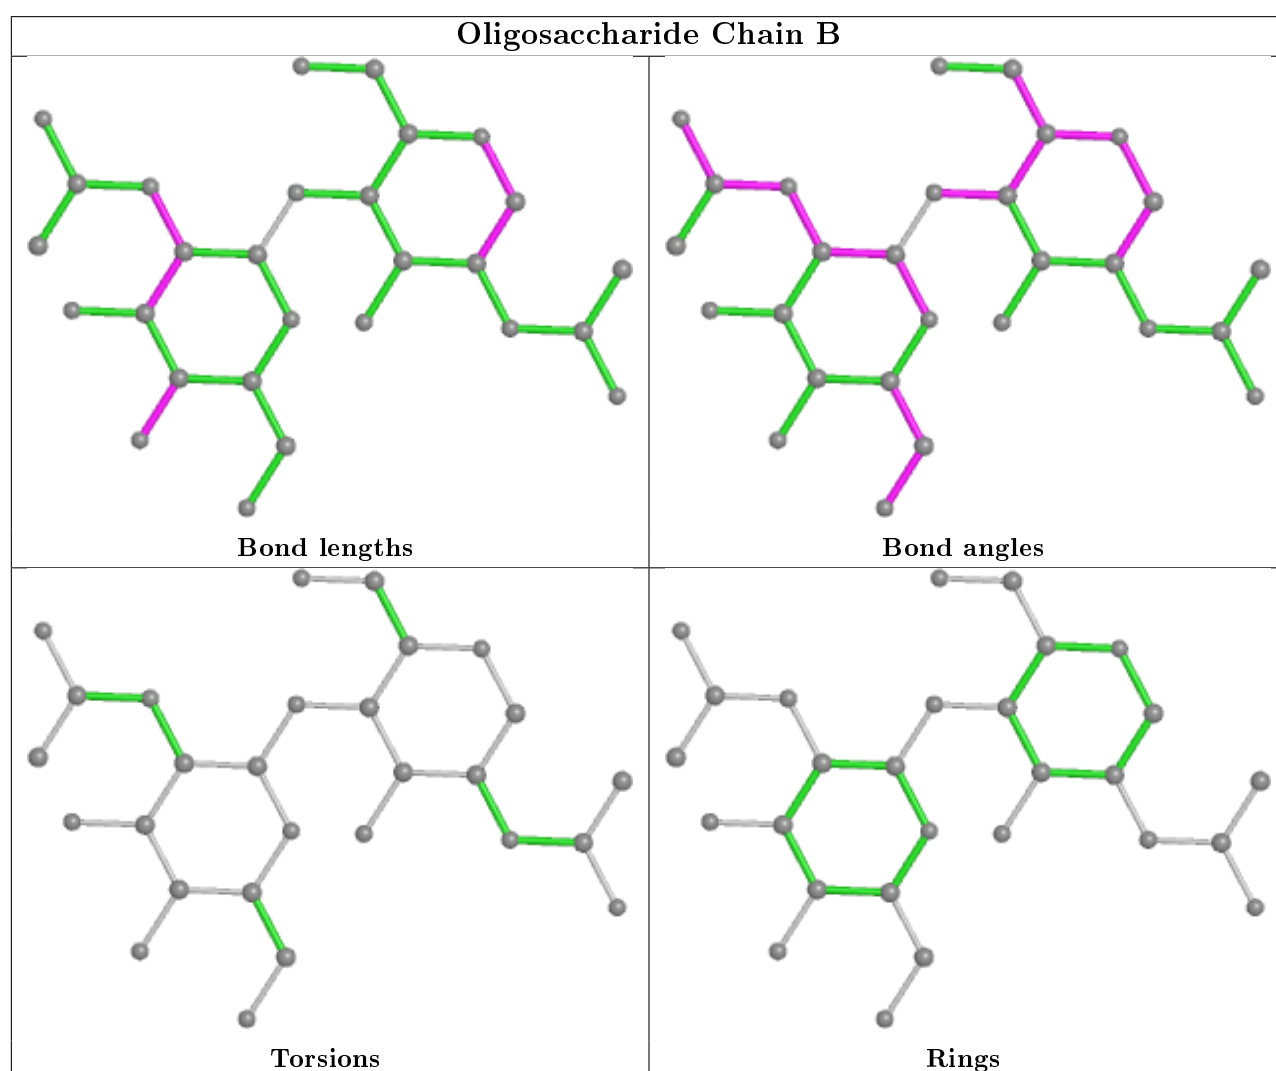 Oligosaccharide Chain B
Bond lengths
Bond angles
Torsions
Rings